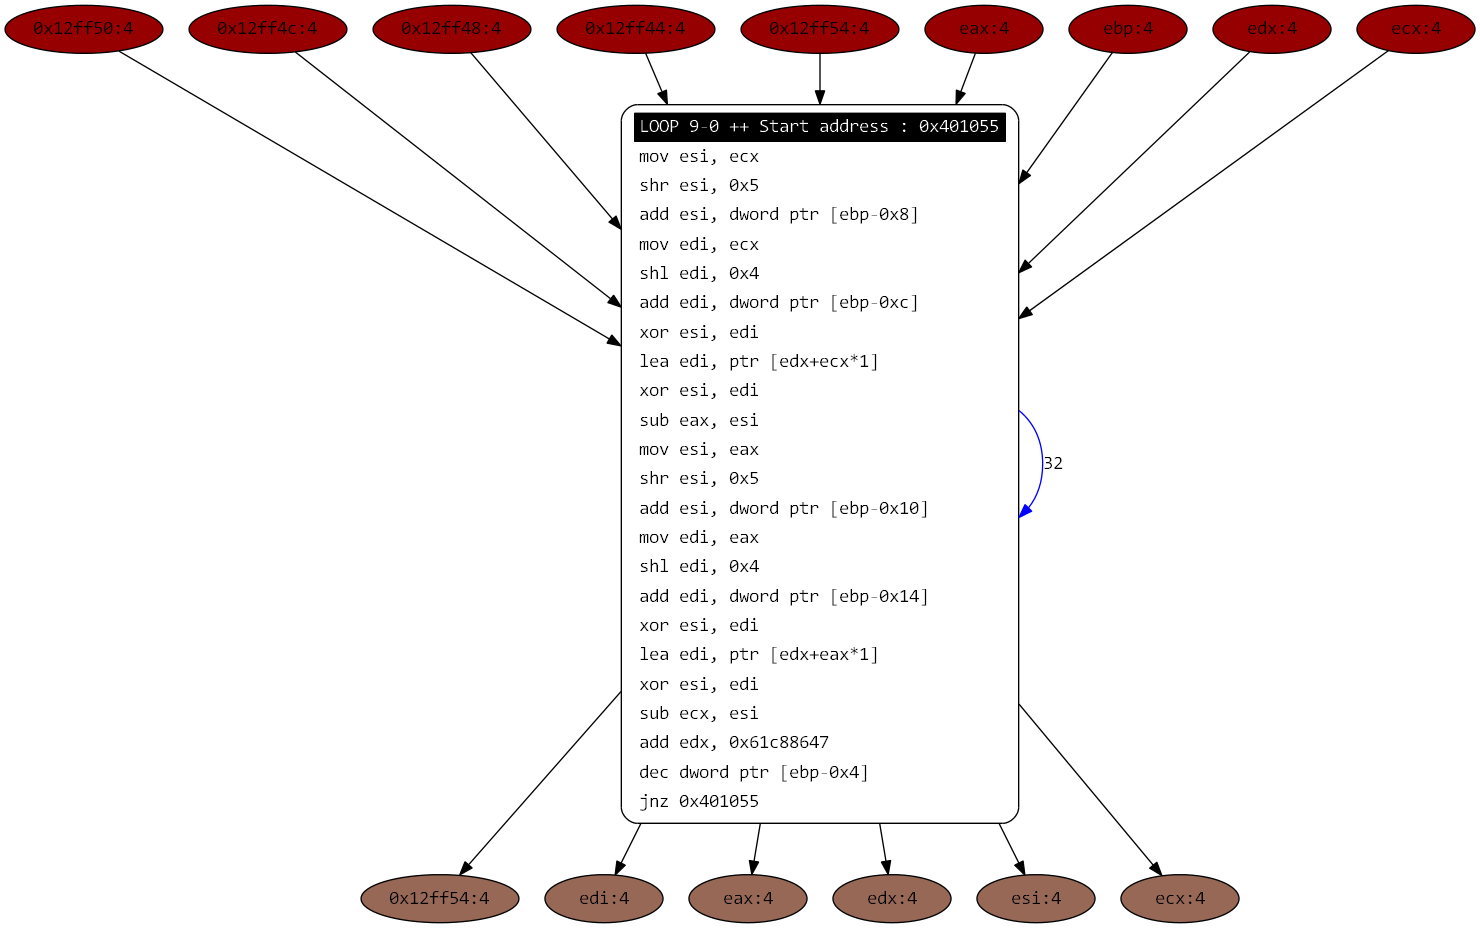 0x12ff50:4
0x12ff4c:4
0x12ff48:4
0x12ff44:4
0x12ff54:4
eax:4
ebp:4
edx:4
ecx:4
LOOP 9-0 ++ Start address : 0x401055
mov esi, ecx
shr esi, 0x5
add esi, dword ptr [ebp-0x8]
mov edi, ecx
shl edi, 0x4
add edi, dword ptr [ebp-0xc]
xor esi, edi
lea edi, ptr [edx+ecx*1]
xor esi, edi
sub eax, esi
mov esi, eax
32
shr esi, 0x5
add esi, dword ptr [ebp-0x10]
mov edi, eax
shl edi, 0x4
add edi, dword ptr [ebp-0x14]
xor esi, edi
lea edi, ptr [edx+eax*1]
xor esi, edi
sub ecx, esi
add edx, 0x61c88647
dec dword ptr [ebp-0x4]
jnz 0x401055
0x12ff54:4
edi:4
eax:4
edx:4
esi:4
ecx:4